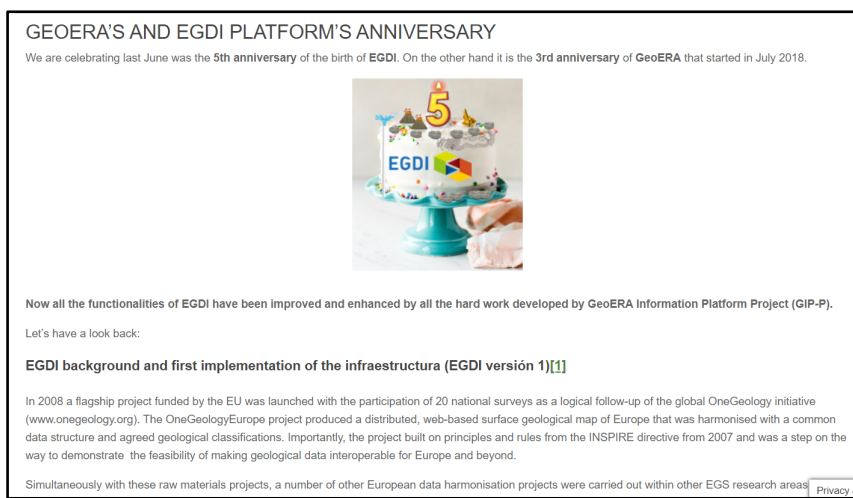 GEOERA'S AND EGDI PLATFORM'S ANNIVERSARY
We are celebrating last June was the 5th anniversary of the birth of EGDI. On the other hand it is the 3rd anniversary of GeoERA that started in July 2018.
5
EGDI
Now all the functionalities of EGDI have been improved and enhanced by all the hard work developed by GeoERA Information Platform Project (GIP-P).
Let's have a look back:
EGDI background and first implementation of the infraestructura (EGDI versión 1)[1]
In 2008 a flagship project funded by the EU was launched with the participation of 20 national surveys as a logical follow-up of the global OneGeology initiative
(www.onegeology.org). The OneGeologyEurope project produced a distributed, web-based surface geological map of Europe that was harmonised with a common
data structure and agreed geological classifications. Importantly, the project built on principles and rules from the INSPIRE directive from 2007 and was a step on the
way to demonstrate the feasibility of making geological data interoperable for Europe and beyond.
Simultaneously with these raw materials projects, a number of other European data harmonisation projects were carried out within other EGS research areas
Privacy